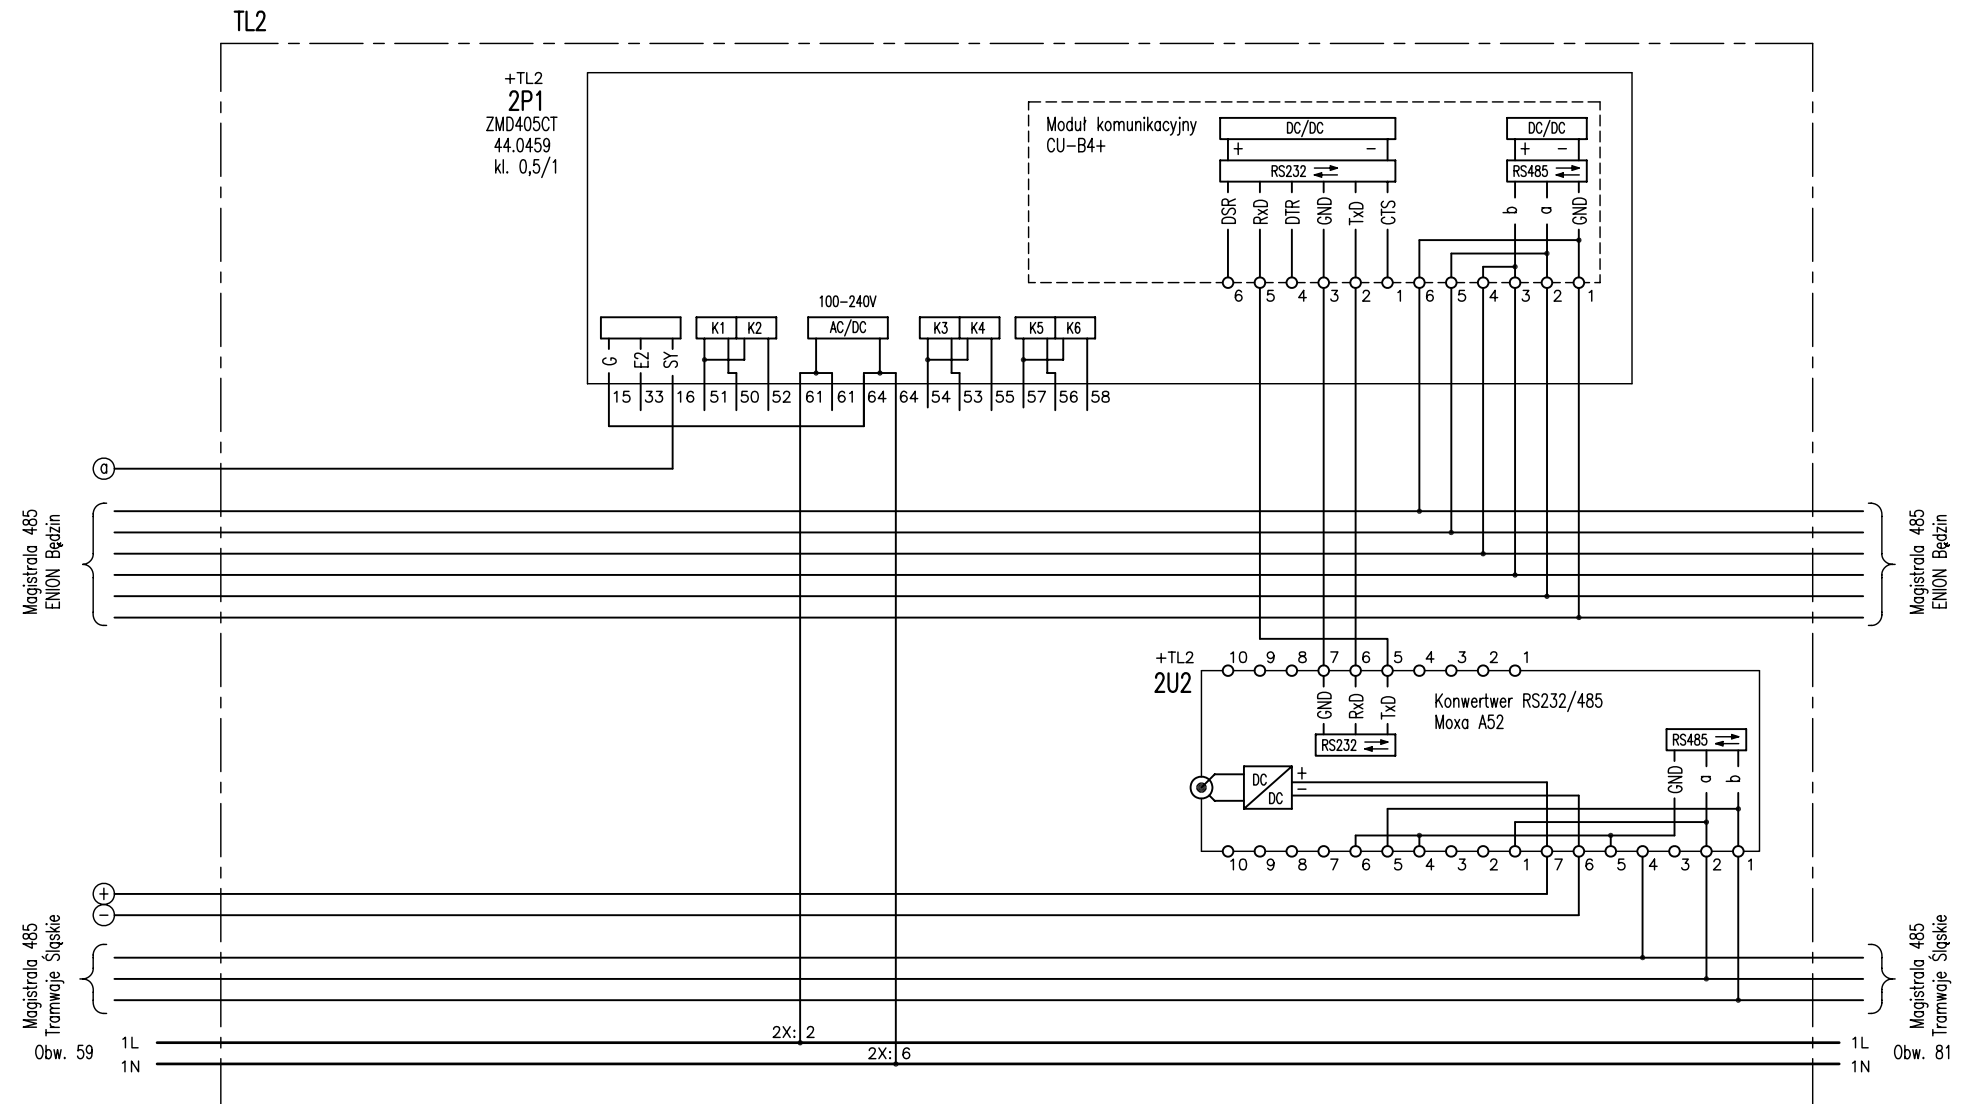 TL2
+TL2
2P1
ZMD405CT
44.0459
kl. 0,5/1
Moduł komunikacyjny
CU-B4+
DC/DC
+ -
RS232
DSR RxD DTR GND TxD CTS
DC/DC
+ -
RS485
b a GND
6 5 4 3 2 1 6 5 4 3 2 1
100-240V
K1 K2 AC/DC K3 K4 K5 K6
G E2 SY
15 33 16 51 50 52 61 61 64 64 54 53 55 57 56 58
a
Magistrala 485
ENION Będzin
Magistrala 485
ENION Będzin
+TL2
2U2
10 9 8 7 6 5 4 3 2 1
GND RxD TxD
RS232
Konwertwer RS232/485
Moxa A52
RS485
GND a b
DC
DC
+
-
10 9 8 7 6 5 4 3 2 1 7 6 5 4 3 2 1
+
-
Magistrala 485
Tramwaje Śląskie
Magistrala 485
Tramwaje Śląskie
2X: 2
1L 1L
Obw. 59 2X: 6 Obw. 81
1N 1N